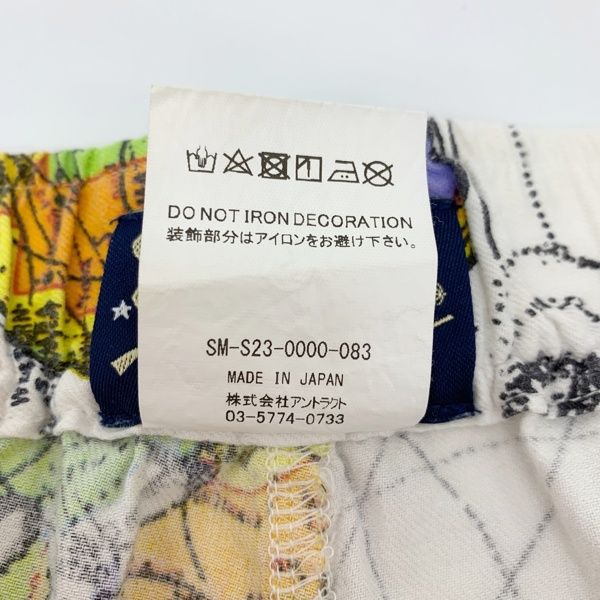 DO NOT IRON DECORATION
装飾部分はアイロンをお避け下さい。
SM-S23-0000-083
MADE IN JAPAN
株式会社アントラクト
03-5774-0733